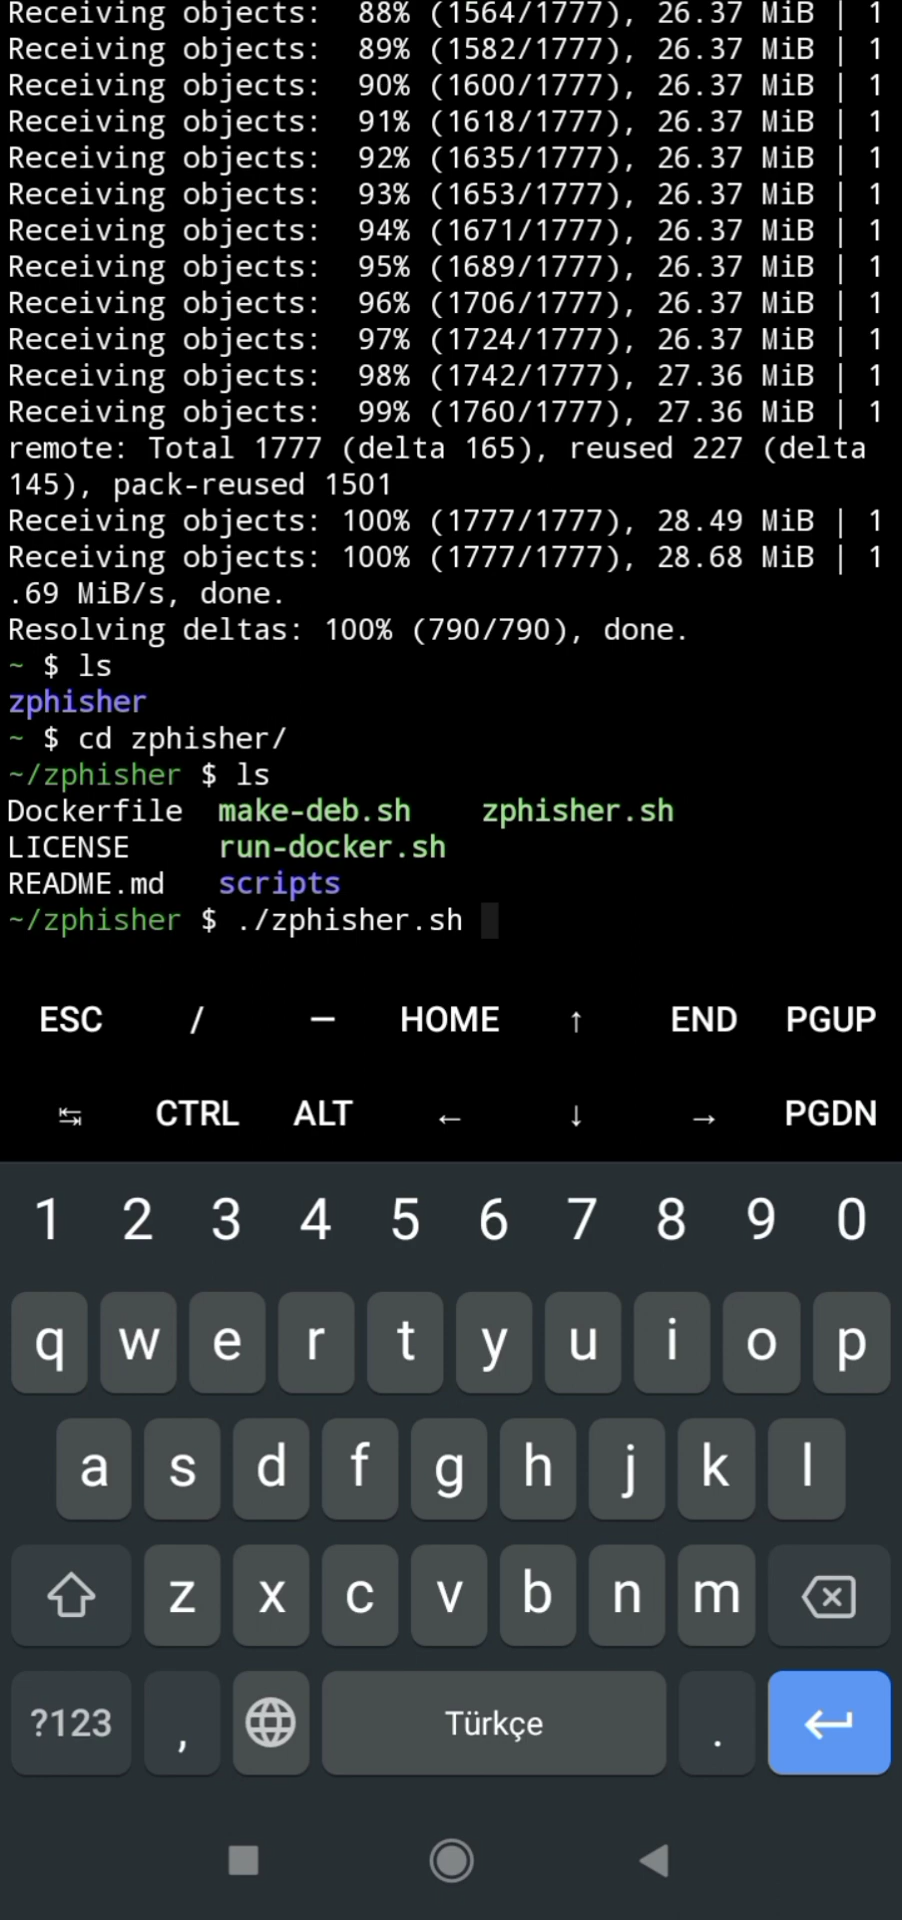 Receiving objects:  88% (1564/1777), 26.37 MiB | 1
Receiving objects:  89% (1582/1777), 26.37 MiB | 1
Receiving objects:  90% (1600/1777), 26.37 MiB | 1
Receiving objects:  91% (1618/1777), 26.37 MiB | 1
Receiving objects:  92% (1635/1777), 26.37 MiB | 1
Receiving objects:  93% (1653/1777), 26.37 MiB | 1
Receiving objects:  94% (1671/1777), 26.37 MiB | 1
Receiving objects:  95% (1689/1777), 26.37 MiB | 1
Receiving objects:  96% (1706/1777), 26.37 MiB | 1
Receiving objects:  97% (1724/1777), 26.37 MiB | 1
Receiving objects:  98% (1742/1777), 27.36 MiB | 1
Receiving objects:  99% (1760/1777), 27.36 MiB | 1
remote: Total 1777 (delta 165), reused 227 (delta
145), pack-reused 1501
Receiving objects: 100% (1777/1777), 28.49 MiB | 1
Receiving objects: 100% (1777/1777), 28.68 MiB | 1
.69 MiB/s, done.
Resolving deltas: 100% (790/790), done.
~ $ ls
zphisher
~ $ cd zphisher/
~/zphisher $ ls
Dockerfile  make-deb.sh    zphisher.sh
LICENSE     run-docker.sh
README.md   scripts
~/zphisher $ ./zphisher.sh
ESC / — HOME ↑ END PGUP
↹ CTRL ALT ← ↓ → PGDN
1 2 3 4 5 6 7 8 9 0
q w e r t y u i o p
a s d f g h j k l
z x c v b n m
?123 , Türkçe .